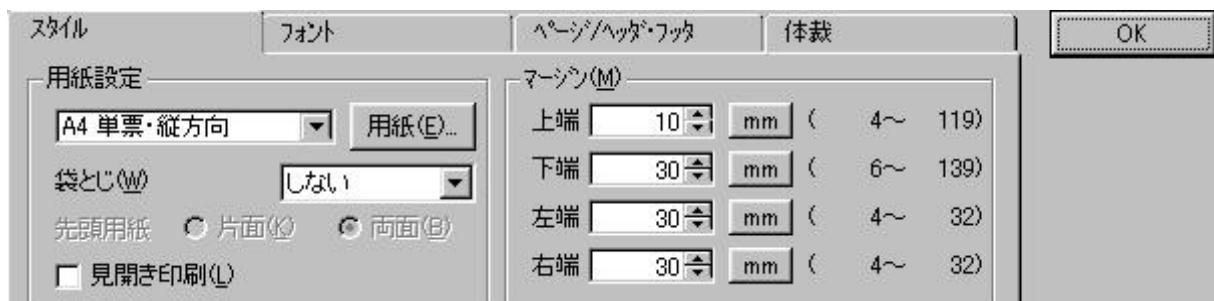 スタイル フォント ページ/ヘッダ・フッタ 体裁 OK
用紙設定
A4 単票・縦方向 用紙(E)...
袋とじ(W) しない
先頭用紙 片面(K) 両面(B)
見開き印刷(L)
マージン(M)
上端 10 mm ( 4～ 119)
下端 30 mm ( 6～ 139)
左端 30 mm ( 4～ 32)
右端 30 mm ( 4～ 32)